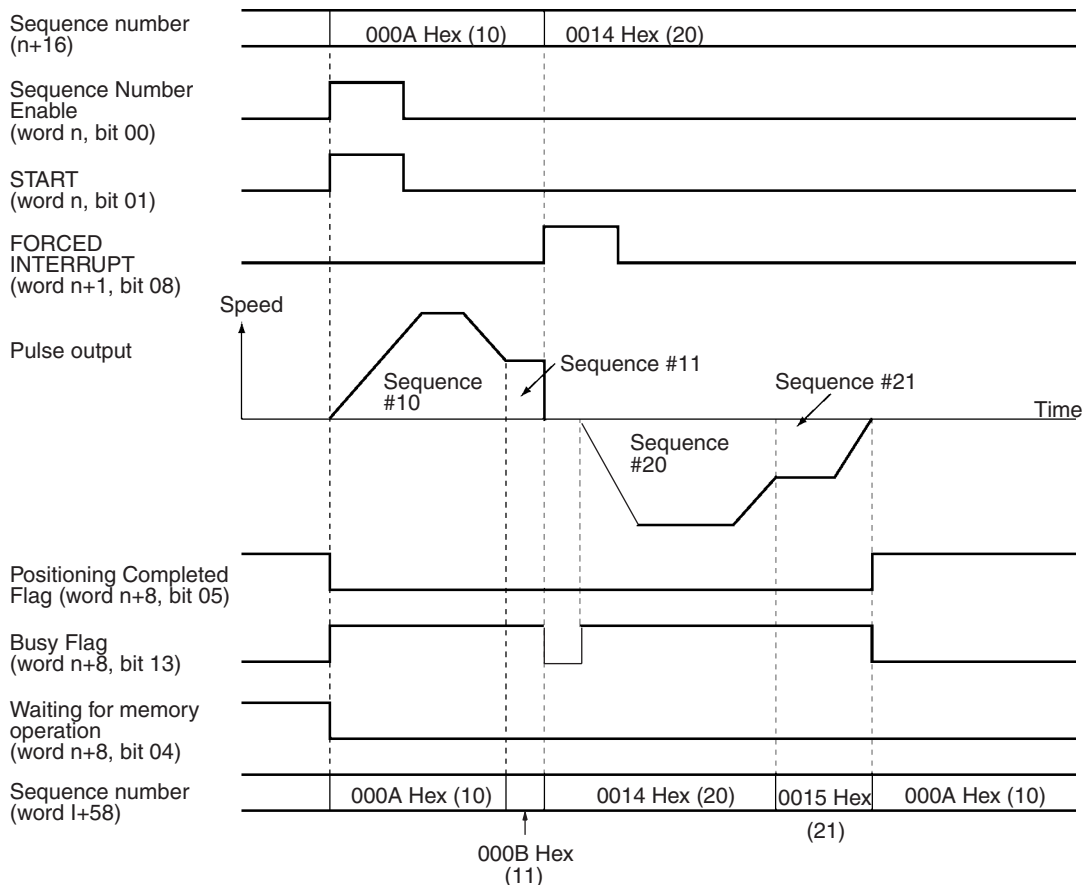 Sequence number
(n+16)
000A Hex (10)
0014 Hex (20)
Sequence Number
Enable
(word n, bit 00)
START
(word n, bit 01)
FORCED
INTERRUPT
(word n+1, bit 08)
Speed
Pulse output
Sequence
#10
Sequence #11
Sequence #21
Time
Sequence
#20
Positioning Completed
Flag (word n+8, bit 05)
Busy Flag
(word n+8, bit 13)
Waiting for memory
operation
(word n+8, bit 04)
Sequence number
(word I+58)
000A Hex (10)
0014 Hex (20)
0015 Hex
(21)
000A Hex (10)
000B Hex
(11)